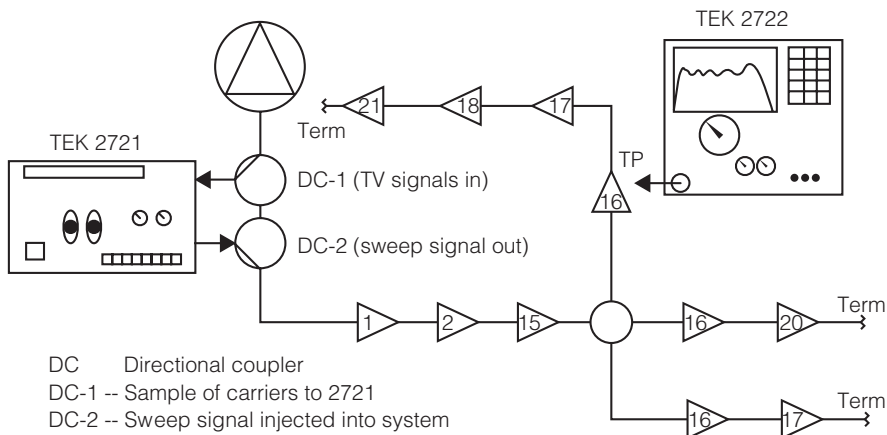 TEK 2722
21
18
17
Term
TEK 2721
DC-1 (TV signals in)
TP
16
DC-2 (sweep signal out)
Term
1
2
15
16
20
DC Directional coupler
DC-1 -- Sample of carriers to 2721
DC-2 -- Sweep signal injected into system
Term
16
17